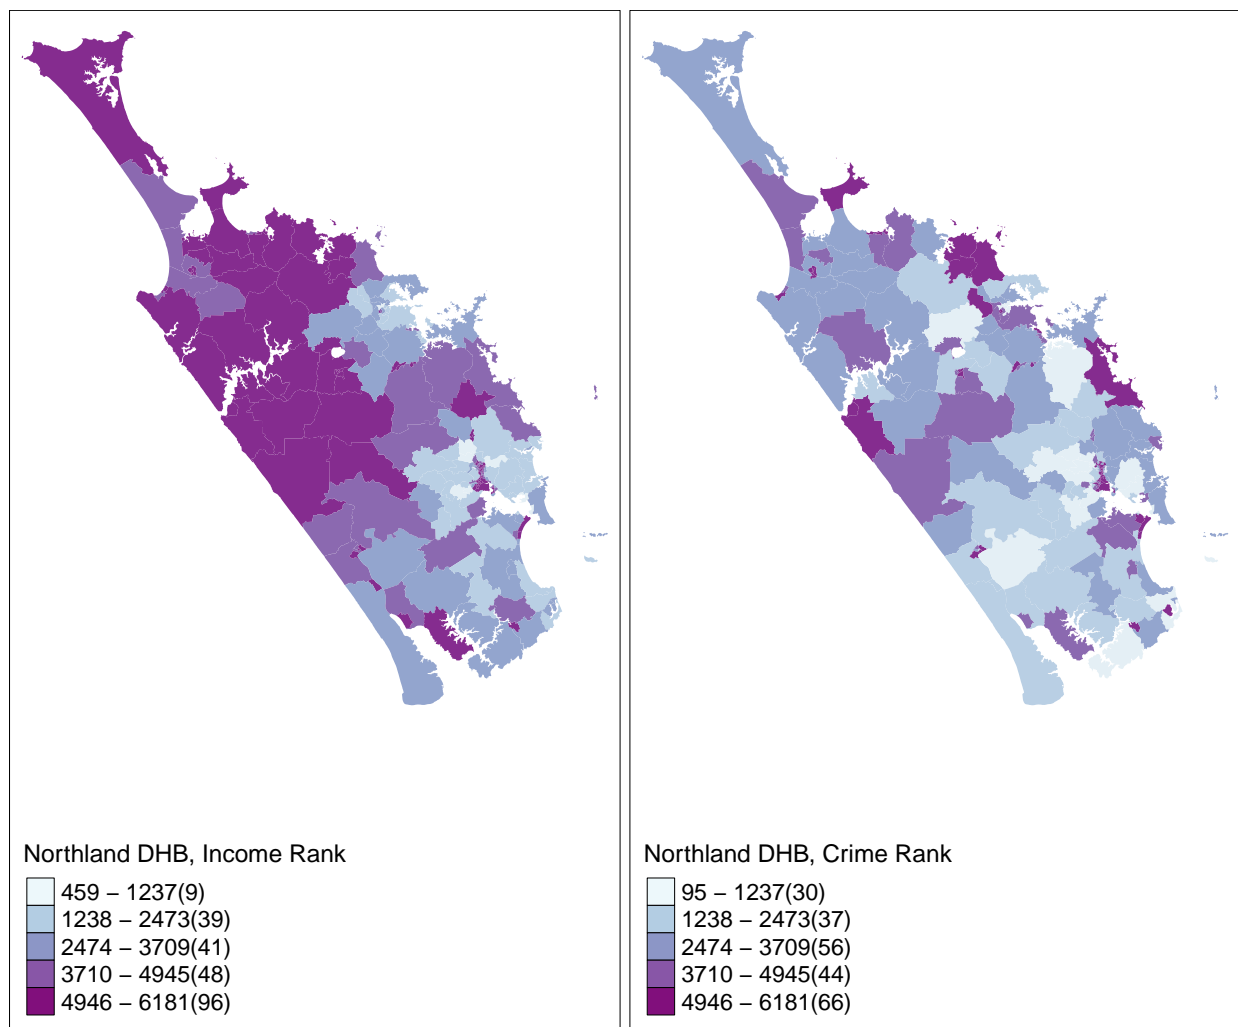 Northland DHB, Income Rank
459 – 1237(9)
1238 – 2473(39)
2474 – 3709(41)
3710 – 4945(48)
4946 – 6181(96)
Northland DHB, Crime Rank
95 – 1237(30)
1238 – 2473(37)
2474 – 3709(56)
3710 – 4945(44)
4946 – 6181(66)